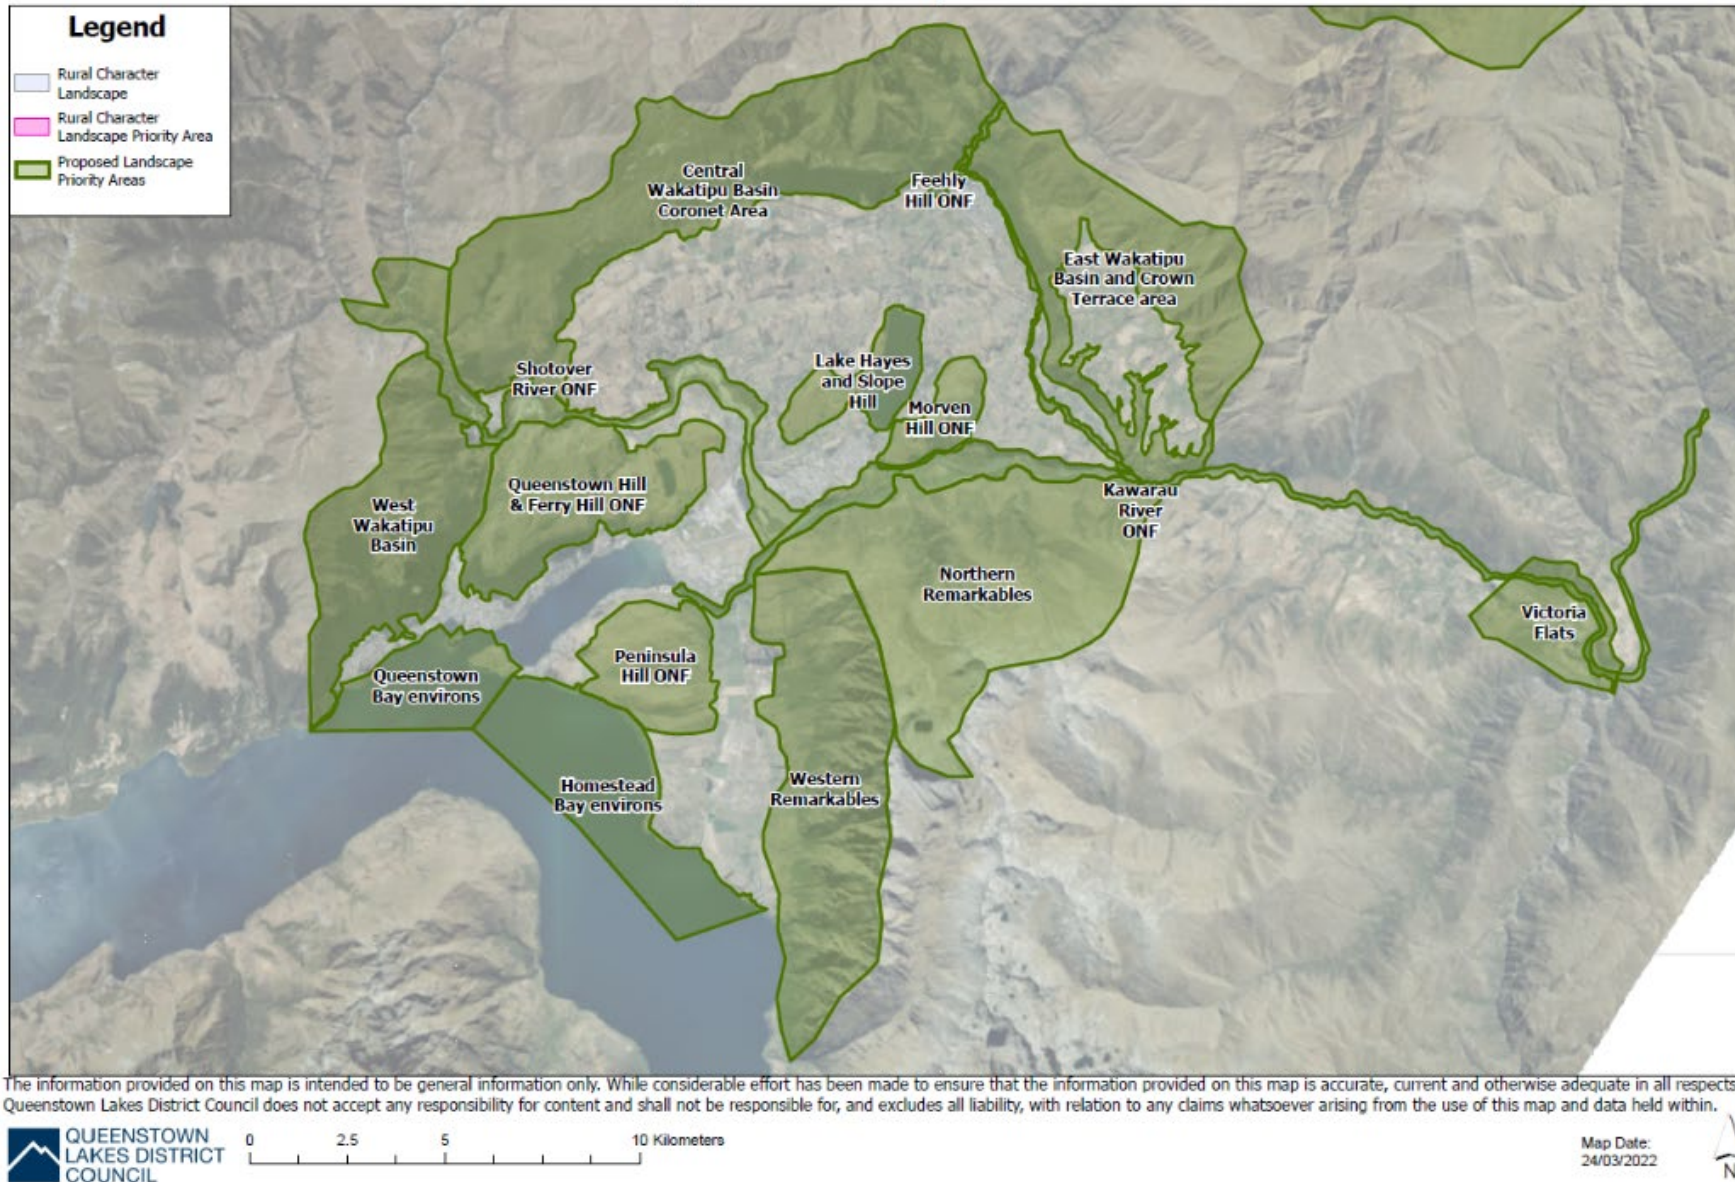 Legend
Rural Character
Landscape
Rural Character
Landscape Priority Area
Proposed Landscape
Priority Areas
Central
Wakatipu Basin
Coronet Area
Feehly
Hill ONF
East Wakatipu
Basin and Crown
Terrace area
Shotover
River ONF
Lake Hayes
and Slope
Hill
Morven
Hill ONF
West
Wakatipu
Basin
Queenstown Hill
& Ferry Hill ONF
Kawarau
River
ONF
Northern
Remarkables
Victoria
Flats
Queenstown
Bay environs
Peninsula
Hill ONF
Homestead
Bay environs
Western
Remarkables
The information provided on this map is intended to be general information only. While considerable effort has been made to ensure that the information provided on this map is accurate, current and otherwise adequate in all respects
Queenstown Lakes District Council does not accept any responsibility for content and shall not be responsible for, and excludes all liability, with relation to any claims whatsoever arising from the use of this map and data held within.
QUEENSTOWN
LAKES DISTRICT
COUNCIL
0 2.5 5 10 Kilometers
Map Date:
24/03/2022
N